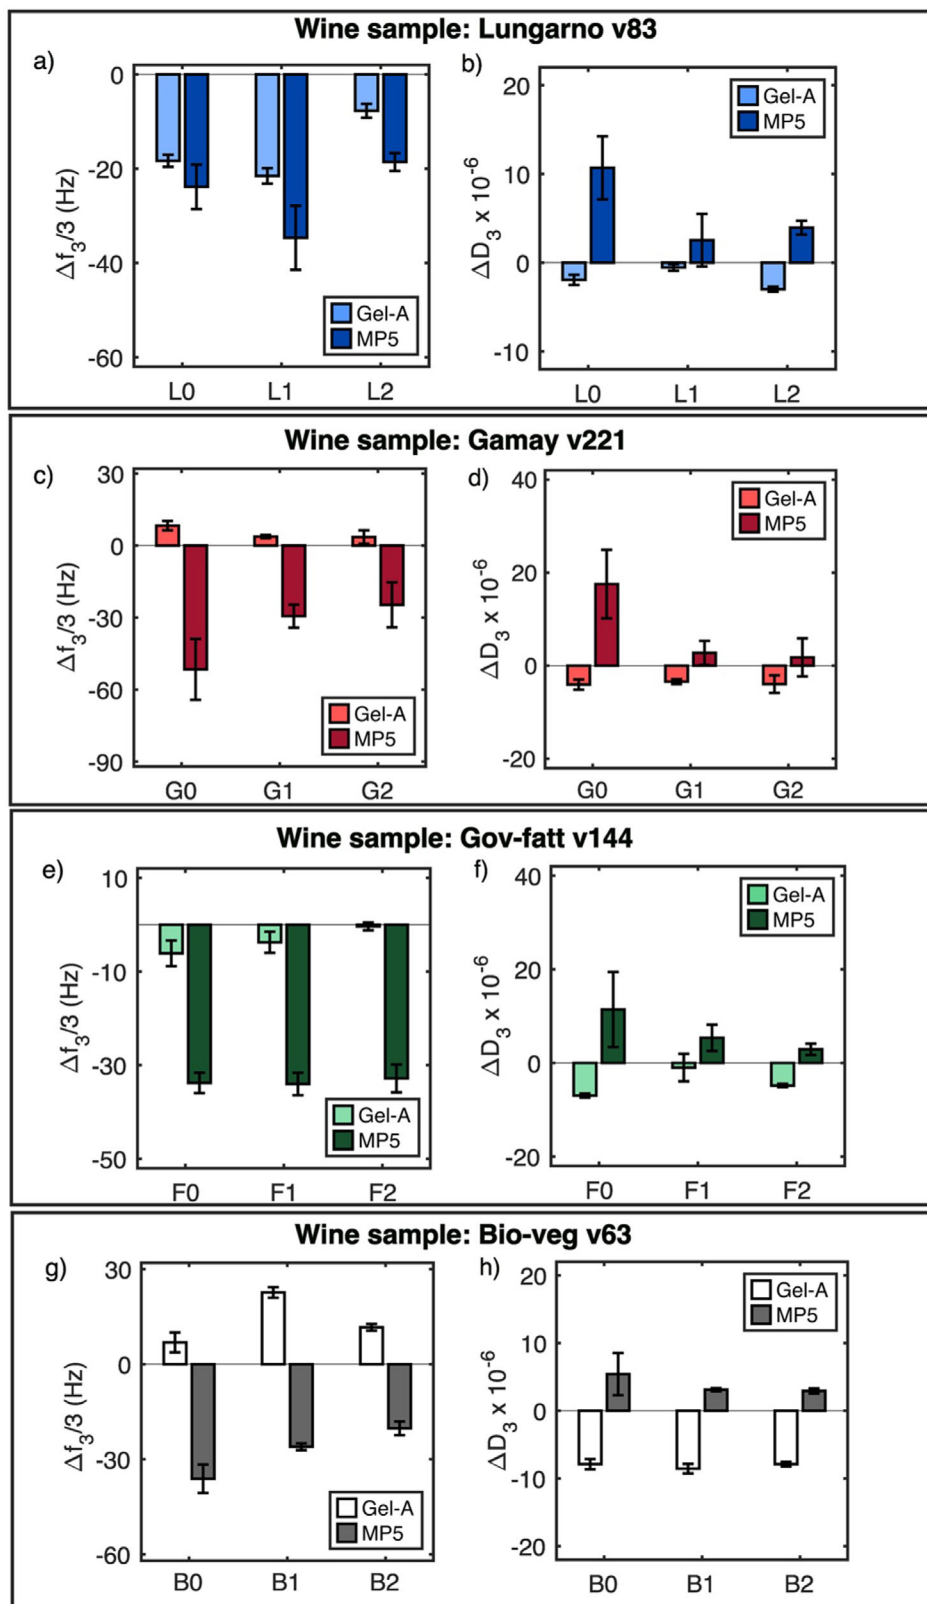 Wine sample: Lungarno v83
a)
0
-20
-40
-60
Δf3/3 (Hz)
Gel-A
MP5
L0 L1 L2
b)
20
10
0
-10
ΔD3 x 10-6
Gel-A
MP5
L0 L1 L2
Wine sample: Gamay v221
c)
30
0
-30
-60
-90
Δf3/3 (Hz)
Gel-A
MP5
G0 G1 G2
d)
40
20
0
-20
ΔD3 x 10-6
Gel-A
MP5
G0 G1 G2
Wine sample: Gov-fatt v144
e)
10
-10
-30
-50
Δf3/3 (Hz)
Gel-A
MP5
F0 F1 F2
f)
40
20
0
-20
ΔD3 x 10-6
Gel-A
MP5
F0 F1 F2
Wine sample: Bio-veg v63
g)
30
0
-30
-60
Δf3/3 (Hz)
Gel-A
MP5
B0 B1 B2
h)
20
10
0
-10
-20
ΔD3 x 10-6
Gel-A
MP5
B0 B1 B2